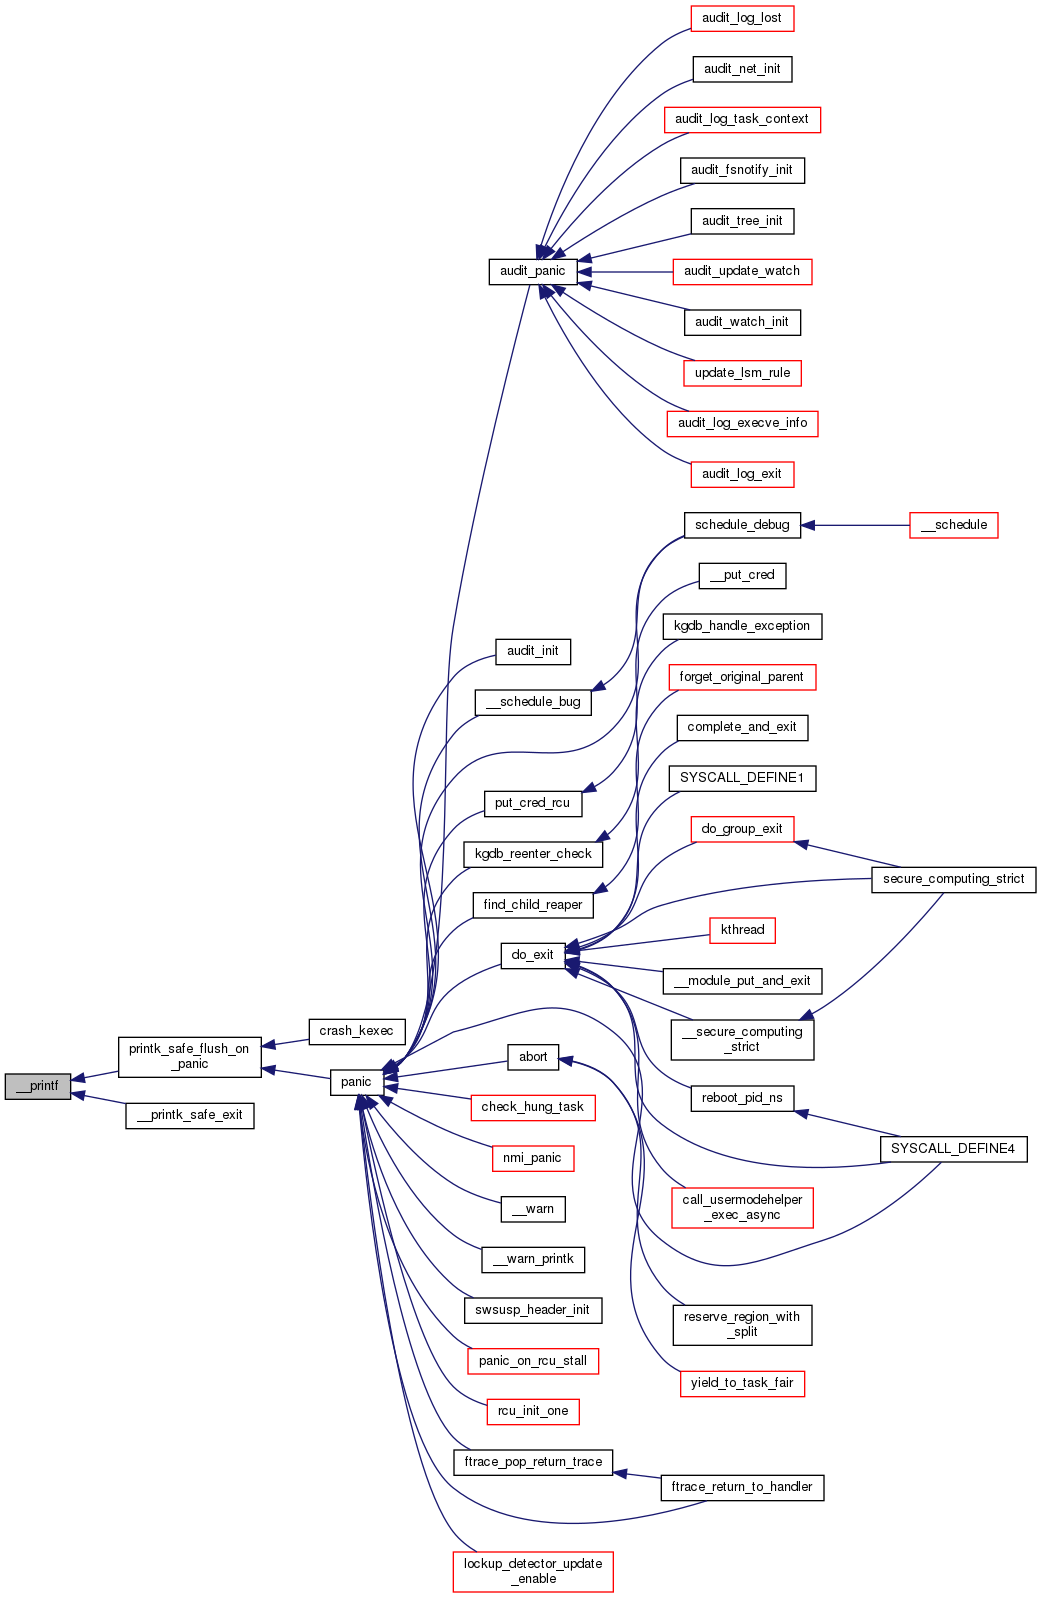 audit_log_lost
audit_net_init
audit_log_task_context
audit_fsnotify_init
audit_tree_init
audit_panic
audit_update_watch
audit_watch_init
update_lsm_rule
audit_log_execve_info
audit_log_exit
schedule_debug
__schedule
__put_cred
kgdb_handle_exception
audit_init
forget_original_parent
__schedule_bug
complete_and_exit
SYSCALL_DEFINE1
put_cred_rcu
do_group_exit
kgdb_reenter_check
secure_computing_strict
find_child_reaper
kthread
do_exit
__module_put_and_exit
crash_kexec
__secure_computing
_strict
printk_safe_flush_on
_panic
abort
panic
__printf
reboot_pid_ns
check_hung_task
__printk_safe_exit
SYSCALL_DEFINE4
nmi_panic
call_usermodehelper
_exec_async
__warn
__warn_printk
swsusp_header_init
reserve_region_with
_split
panic_on_rcu_stall
yield_to_task_fair
rcu_init_one
ftrace_pop_return_trace
ftrace_return_to_handler
lockup_detector_update
_enable